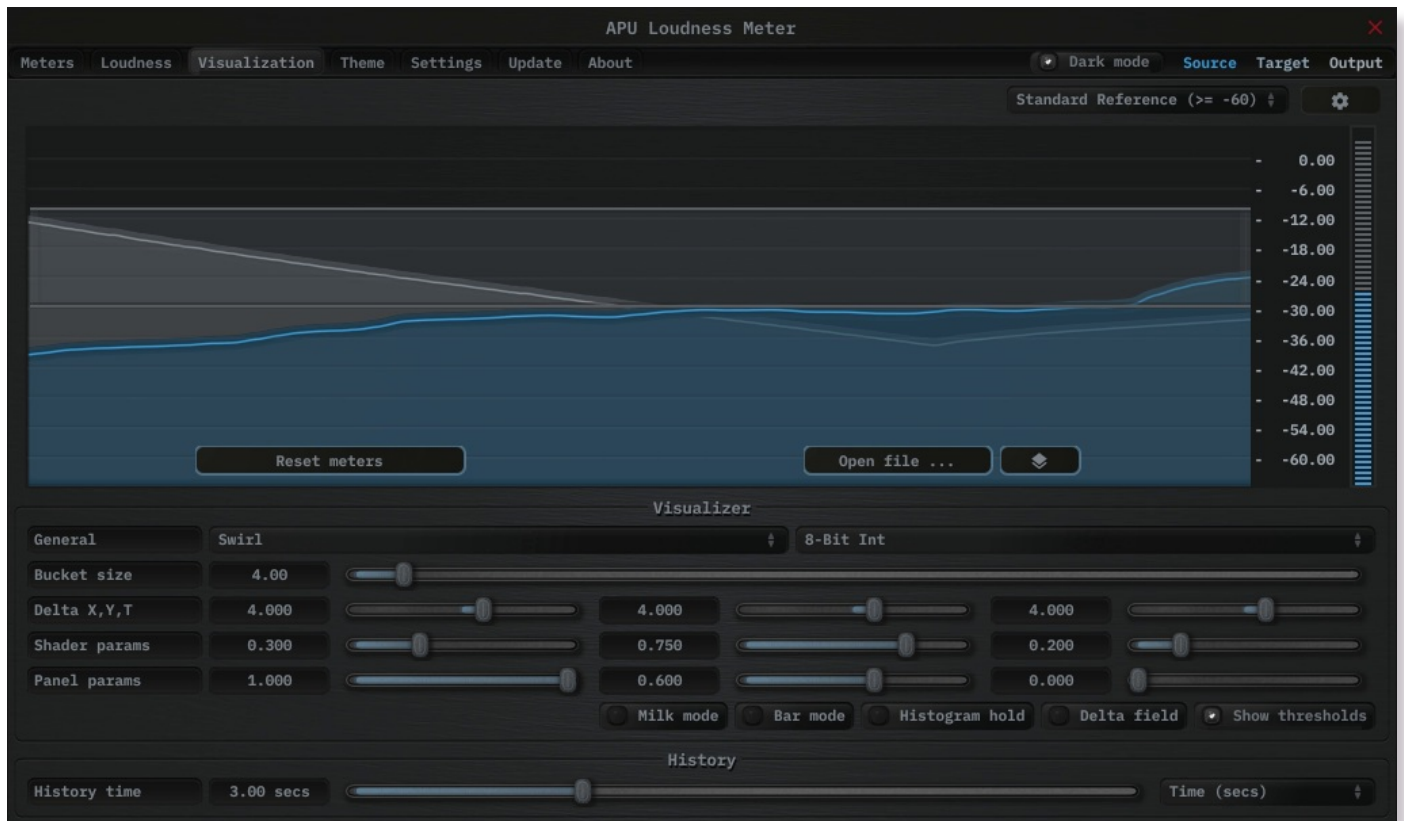 APU Loudness Meter
Meters Loudness Visualization Theme Settings Update About Dark mode Source Target Output
Standard Reference (>= -60)
- 0.00
- -6.00
- -12.00
- -18.00
- -24.00
- -30.00
- -36.00
- -42.00
- -48.00
- -54.00
- -60.00
Reset meters Open file ...
Visualizer
General Swirl 8-Bit Int
Bucket size 4.00
Delta X,Y,T 4.000 4.000 4.000
Shader params 0.300 0.750 0.200
Panel params 1.000 0.600 0.000
Milk mode Bar mode Histogram hold Delta field Show thresholds
History
History time 3.00 secs Time (secs)